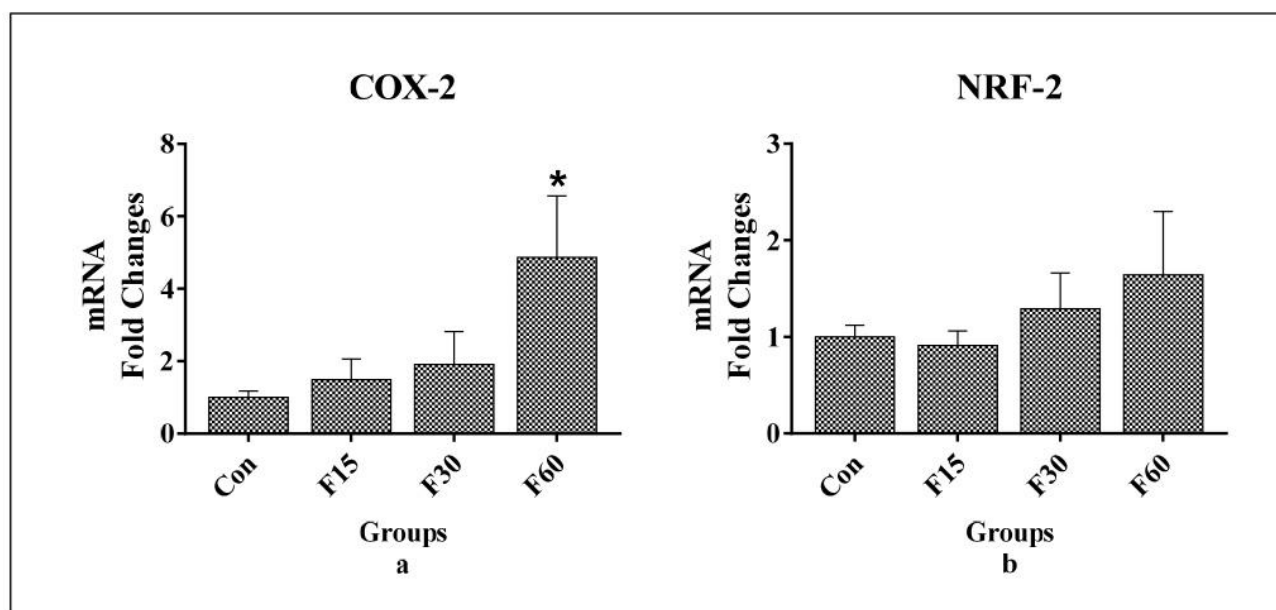 COX-2
mRNA
Fold Changes
8
6
4
2
0
*
Con
F15
F30
F60
Groups
a
NRF-2
mRNA
Fold Changes
3
2
1
0
Con
F15
F30
F60
Groups
b